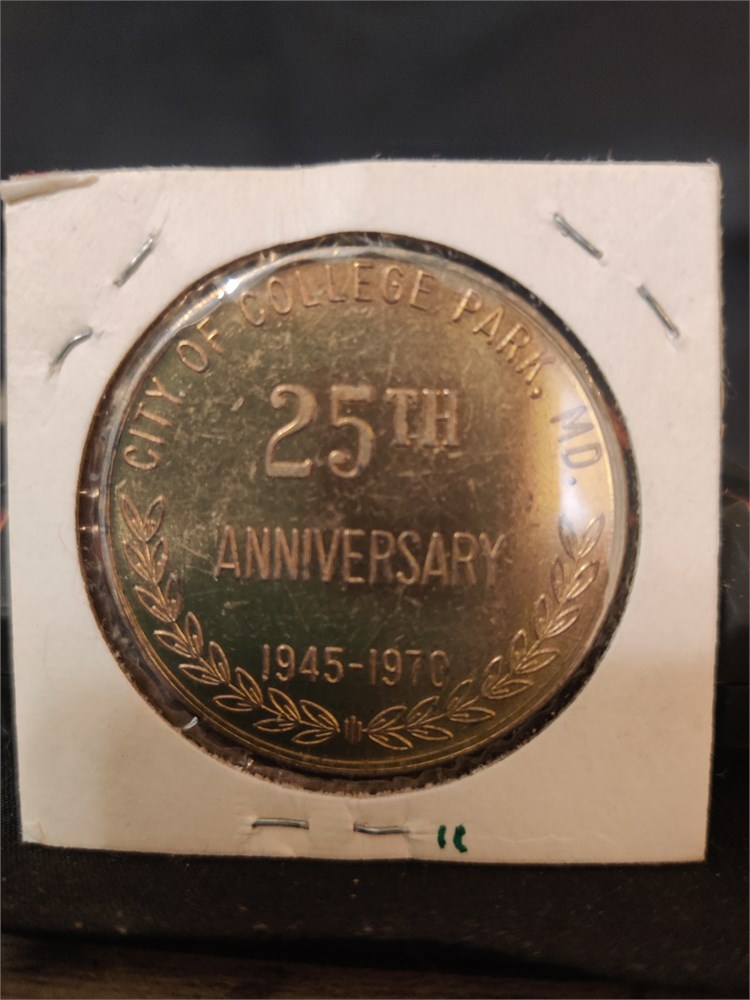 CITY OF COLLEGE PARK, MD.
25TH
ANNIVERSARY
1945-1970